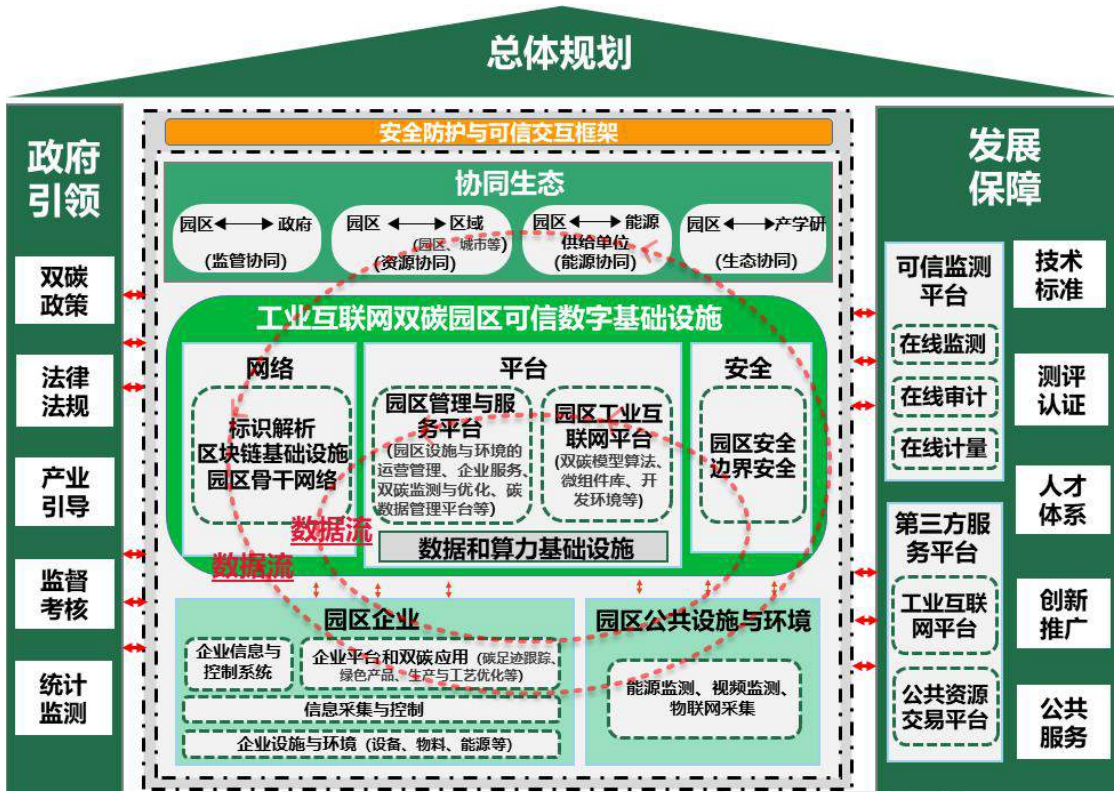 总体规划
政府
引领
双碳
政策
法律
法规
产业
引导
监督
考核
统计
监测
安全防护与可信交互框架
协同生态
园区 政府
(监管协同)
园区 区域
(园区、城市等)
(资源协同)
园区 能源
供给单位
(能源协同)
园区 产学研
(生态协同)
工业互联网双碳园区可信数字基础设施
网络
标识解析
区块链基础设施
园区骨干网络
平台
园区管理与服
务平台
(园区设施与环境的
运营管理、企业服务、
双碳监测与优化、碳
数据管理平台等)
园区工业互
联网平台
(双碳模型算法、
微组件库、开
发环境等)
数据和算力基础设施
安全
园区安全
边界安全
数据流
数据流
园区企业
企业信息与
控制系统
企业平台和双碳应用 (碳足迹跟踪、
绿色产品、生产与工艺优化等)
信息采集与控制
企业设施与环境 (设备、物料、能源等)
园区公共设施与环境
能源监测、视频监测、
物联网采集
发展
保障
可信监测
平台
在线监测
在线审计
在线计量
第三方服
务平台
工业互联
网平台
公共资源
交易平台
技术
标准
测评
认证
人才
体系
创新
推广
公共
服务